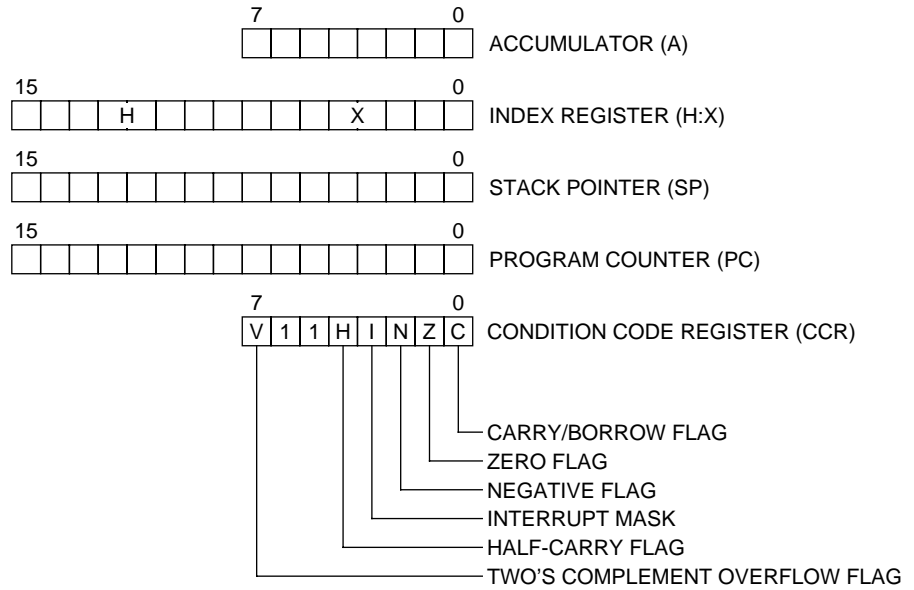 7 0
ACCUMULATOR (A)
15 0
H X INDEX REGISTER (H:X)
15 0
STACK POINTER (SP)
15 0
PROGRAM COUNTER (PC)
7 0
V 1 1 H I N Z C CONDITION CODE REGISTER (CCR)
CARRY/BORROW FLAG
ZERO FLAG
NEGATIVE FLAG
INTERRUPT MASK
HALF-CARRY FLAG
TWO'S COMPLEMENT OVERFLOW FLAG